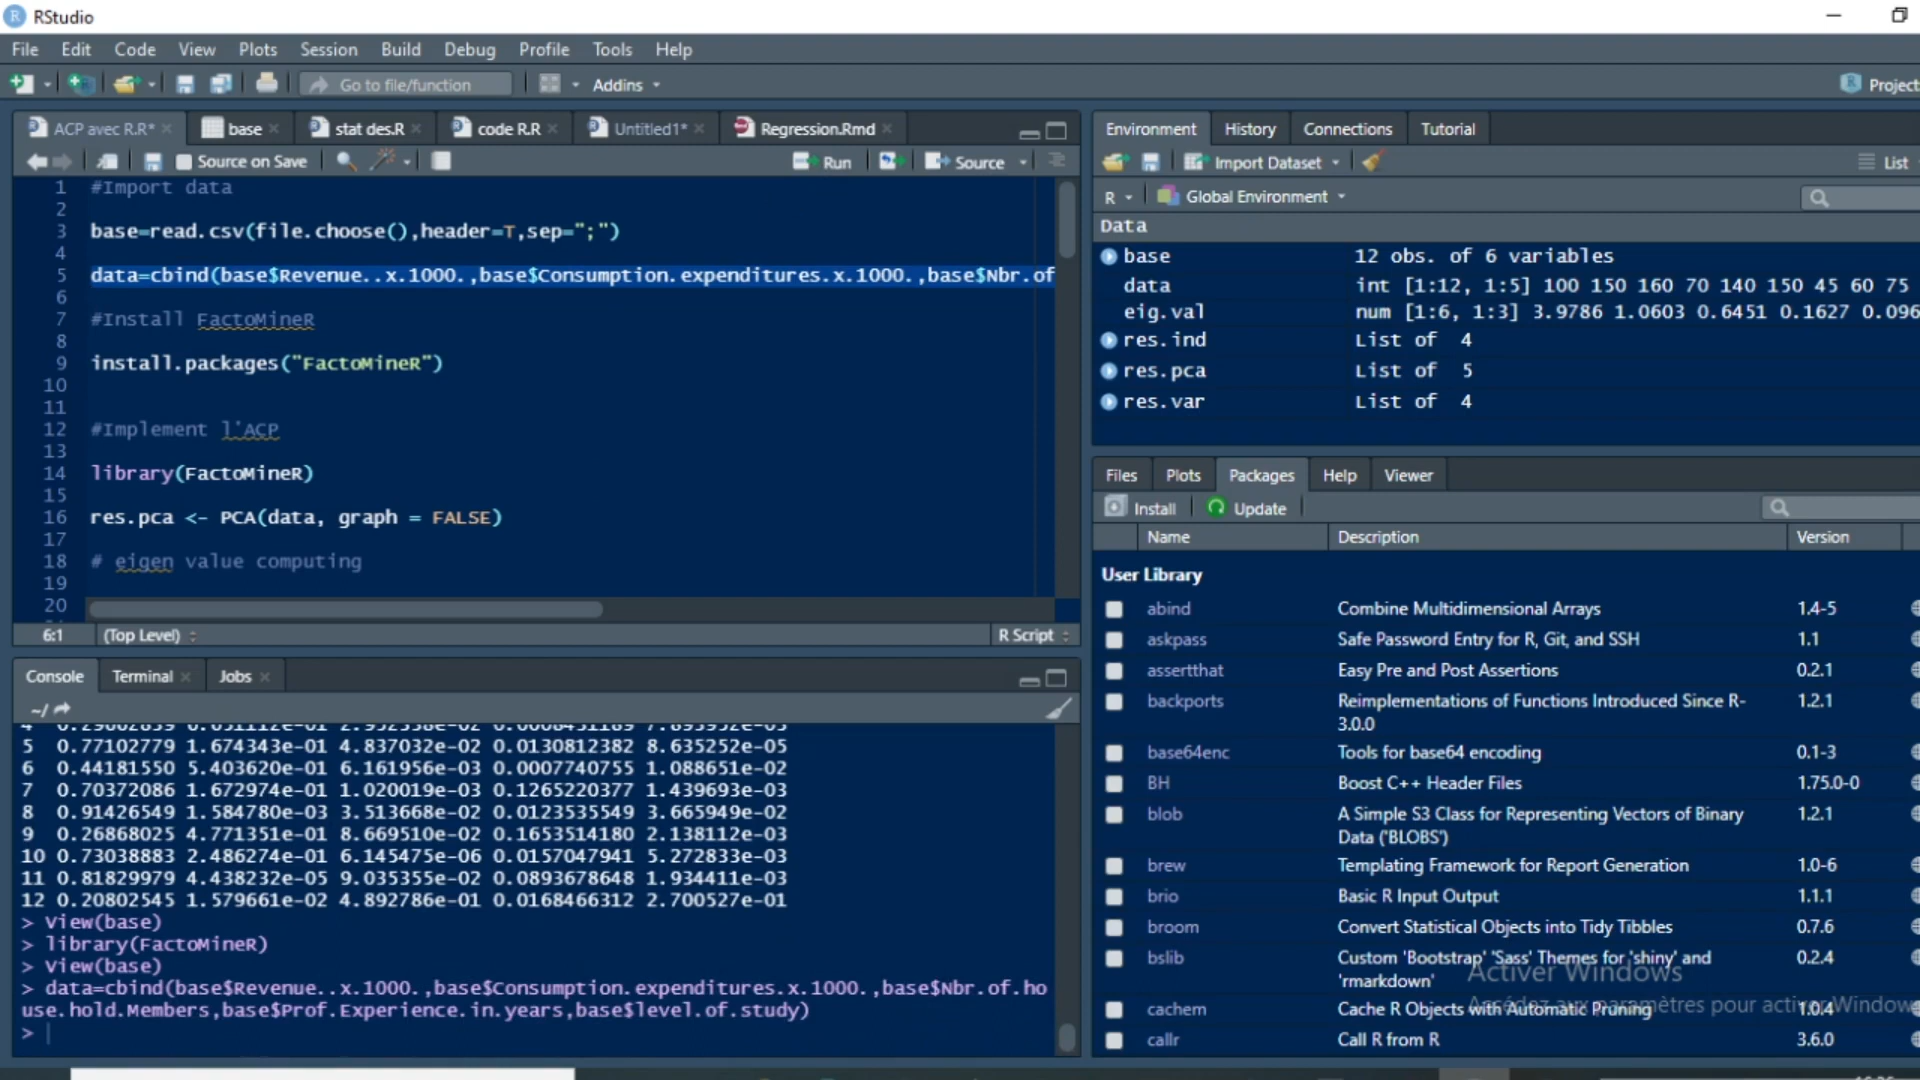 RStudio
File Edit Code View Plots Session Build Debug Profile Tools Help
Go to file/function Addins Project
ACP avec R.R* base stat des.R code R.R Untitled1* Regression.Rmd
Source on Save Run Source
1 #Import data
2
3 base=read.csv(file.choose(),header=T,sep=";")
4
5 data=cbind(base$Revenue..x.1000.,base$Consumption.expenditures.x.1000.,base$Nbr.of
6
7 #Install FactoMineR
8
9 install.packages("FactoMineR")
10
11
12 #Implement l'ACP
13
14 library(FactoMineR)
15
16 res.pca <- PCA(data, graph = FALSE)
17
18 # eigen value computing
19
20
6:1 (Top Level) R Script
Console Terminal Jobs
~/
5 0.77102779 1.674343e-01 4.837032e-02 0.0130812382 8.635252e-05
6 0.44181550 5.403620e-01 6.161956e-03 0.0007740755 1.088651e-02
7 0.70372086 1.672974e-01 1.020019e-03 0.1265220377 1.439693e-03
8 0.91426549 1.584780e-03 3.513668e-02 0.0123535549 3.665949e-02
9 0.26868025 4.771351e-01 8.669510e-02 0.1653514180 2.138112e-03
10 0.73038883 2.486274e-01 6.145475e-06 0.0157047941 5.272833e-03
11 0.81829979 4.438232e-05 9.035355e-02 0.0893678648 1.934411e-03
12 0.20802545 1.579661e-02 4.892786e-01 0.0168466312 2.700527e-01
> View(base)
> library(FactoMineR)
> View(base)
> data=cbind(base$Revenue..x.1000.,base$Consumption.expenditures.x.1000.,base$Nbr.of.ho
use.hold.Members,base$Prof.Experience.in.years,base$level.of.study)
>
Environment History Connections Tutorial
Import Dataset List
R Global Environment
Data
base 12 obs. of 6 variables
data int [1:12, 1:5] 100 150 160 70 140 150 45 60 75
eig.val num [1:6, 1:3] 3.9786 1.0603 0.6451 0.1627 0.096
res.ind List of 4
res.pca List of 5
res.var List of 4
Files Plots Packages Help Viewer
Install Update
Name Description Version
User Library
abind Combine Multidimensional Arrays 1.4-5
askpass Safe Password Entry for R, Git, and SSH 1.1
assertthat Easy Pre and Post Assertions 0.2.1
backports Reimplementations of Functions Introduced Since R- 1.2.1
3.0.0
base64enc Tools for base64 encoding 0.1-3
BH Boost C++ Header Files 1.75.0-0
blob A Simple S3 Class for Representing Vectors of Binary 1.2.1
Data ('BLOBS')
brew Templating Framework for Report Generation 1.0-6
brio Basic R Input Output 1.1.1
broom Convert Statistical Objects into Tidy Tibbles 0.7.6
bslib Custom 'Bootstrap' 'Sass' Themes for 'shiny' and 0.2.4
'rmarkdown'
Activer Windows
cachem Cache R Objects with Automatic Pruning 1.0.4
Accédez aux paramètres pour activer Window
callr Call R from R 3.6.0